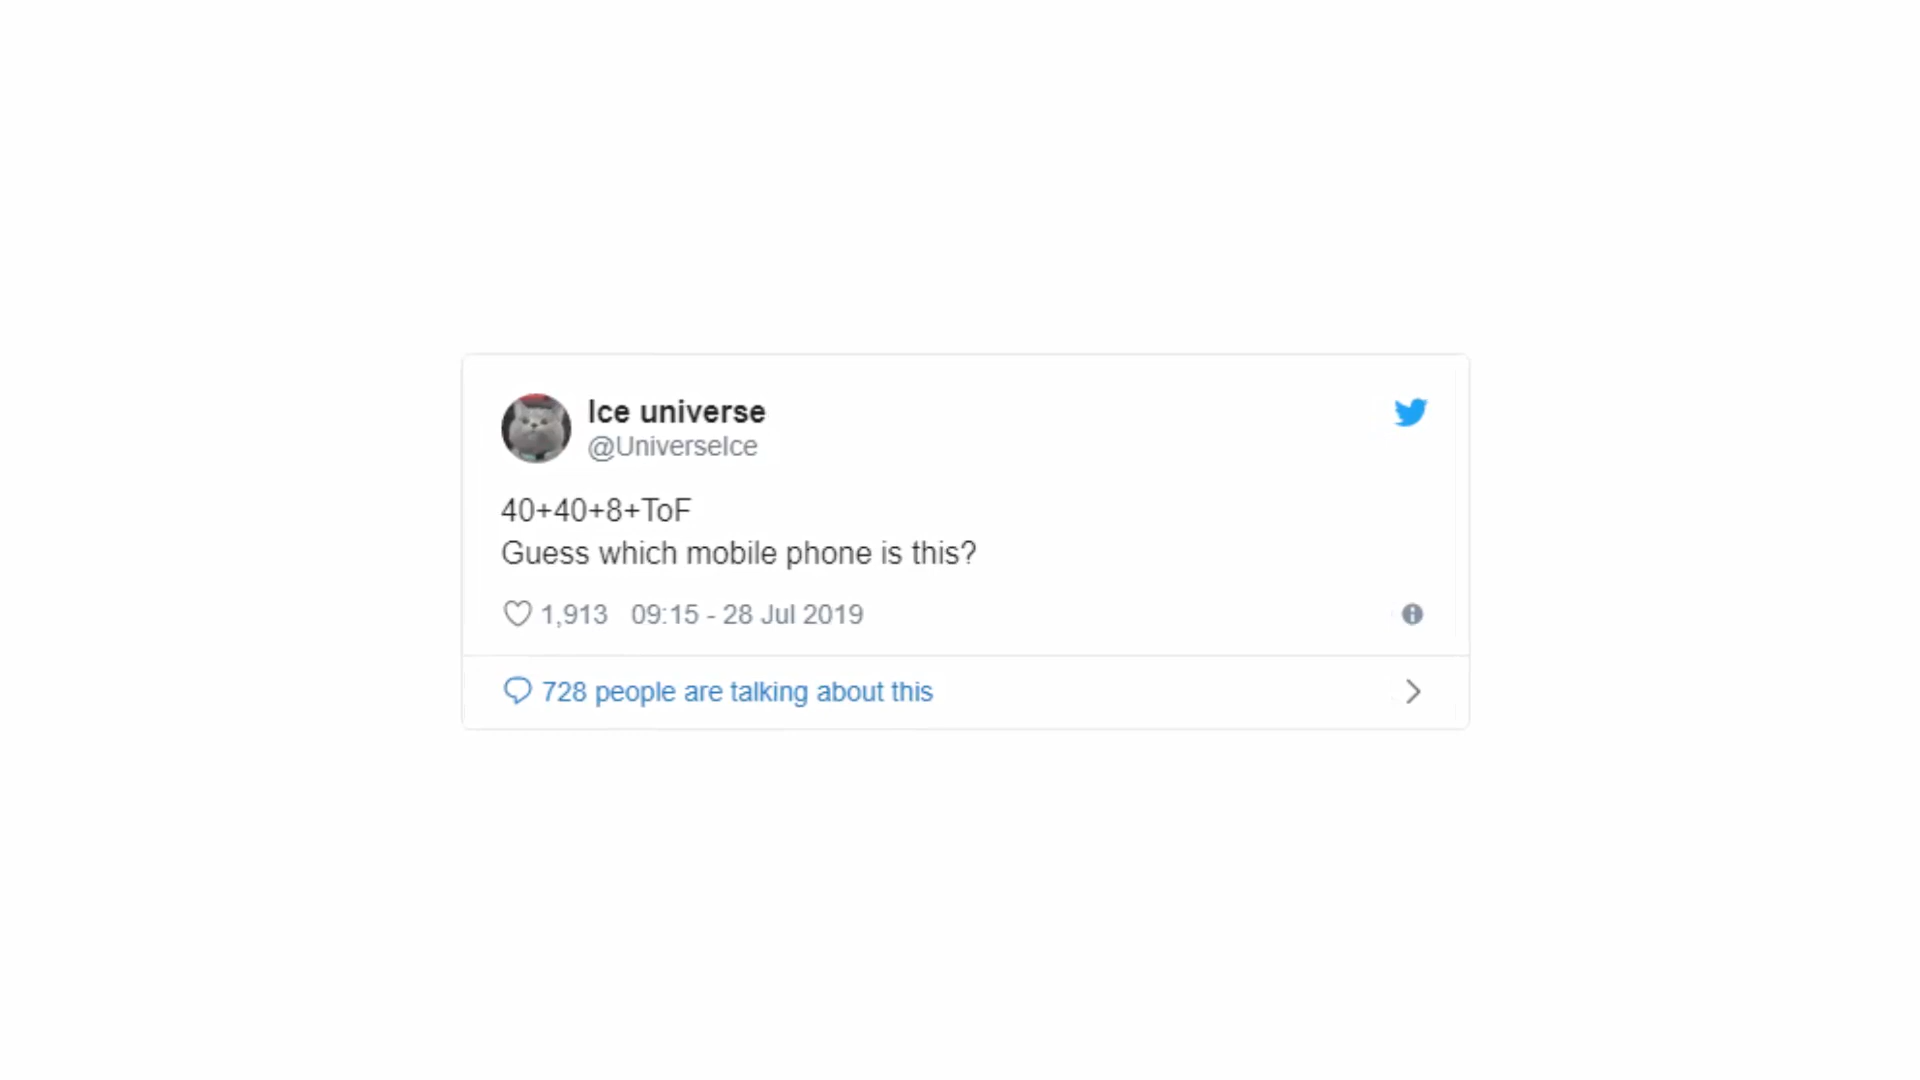 Ice universe
@UniverseIce
40+40+8+ToF
Guess which mobile phone is this?
1,913 09:15 - 28 Jul 2019
728 people are talking about this